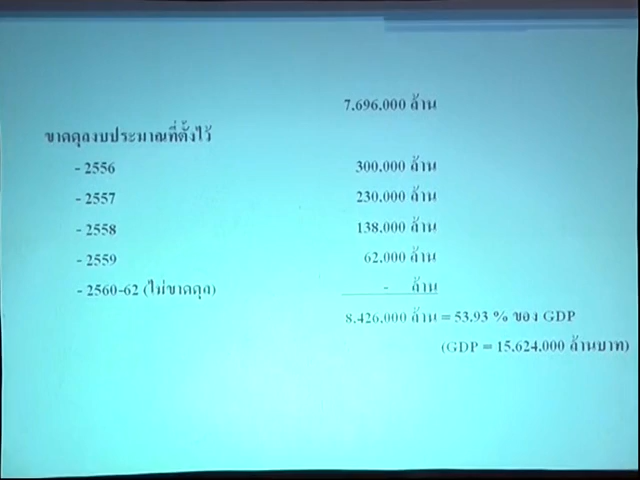 7.696.000 ล้าน
ขาดดุลงบประมาณที่ตั้งไว้
- 2556 300.000 ล้าน
- 2557 230.000 ล้าน
- 2558 138.000 ล้าน
- 2559 62.000 ล้าน
- 2560-62 (ไม่ขาดดุล) - ล้าน
8.426.000 ล้าน = 53.93 % ของ GDP
(GDP = 15.624.000 ล้านบาท)